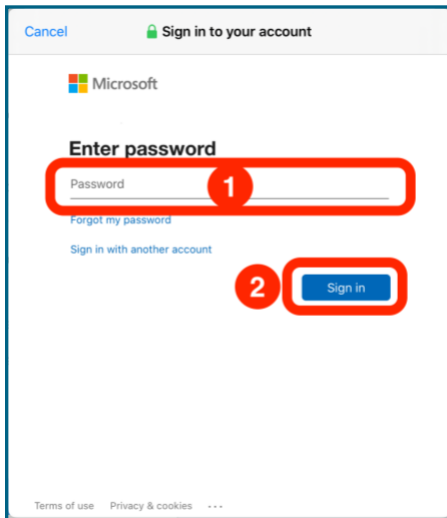 Cancel Sign in to your account
Microsoft
Enter password
Password 1
Forgot my password
Sign in with another account
2 Sign in
Terms of use Privacy & cookies ...